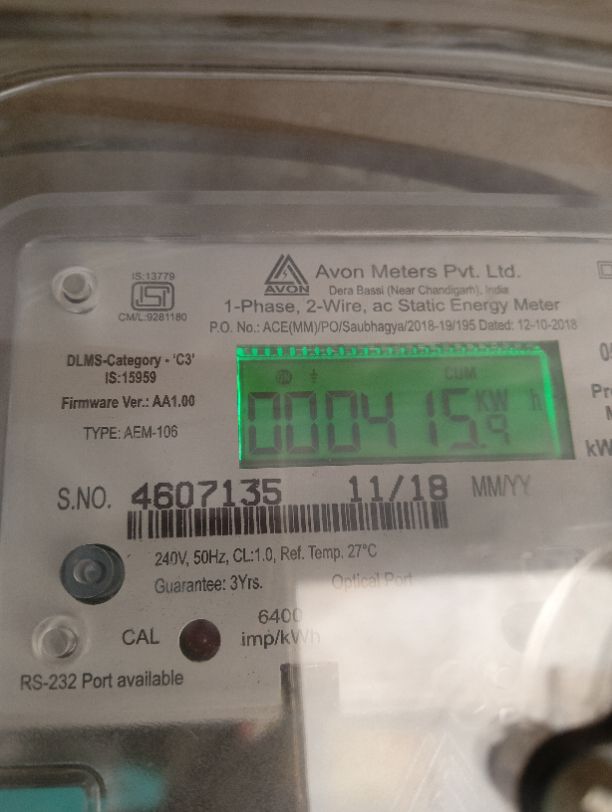 IS:13779
ISI
CM/L:9281180
AVON
Avon Meters Pvt. Ltd.
Dera Bassi (Near Chandigarh), India
1-Phase, 2-Wire, ac Static Energy Meter
P.O. No.: ACE(MM)/PO/Saubhagya/2018-19/195 Dated: 12-10-2018
DLMS-Category - 'C3'
IS:15959
Firmware Ver.: AA1.00
TYPE: AEM-106
CUM
000415.9 KW h
S.NO. 4607135 11/18 MM/YY
240V, 50Hz, CL:1.0, Ref. Temp. 27°C
Guarantee: 3Yrs.
Optical Port
CAL
6400
imp/kWh
RS-232 Port available